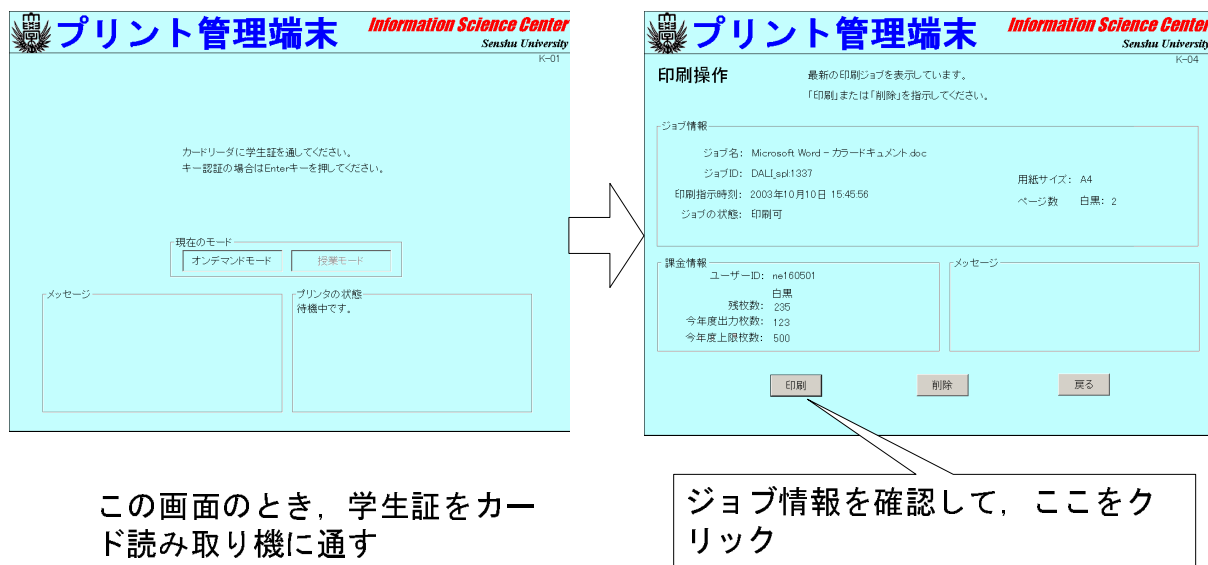 プリント管理端末
Information Science Center
Senshu University
K-01
カードリーダに学生証を通してください。
キー認証の場合はEnterキーを押してください。
現在のモード
オンデマンドモード 授業モード
メッセージ
プリンタの状態
待機中です。
この画面のとき，学生証をカー
ド読み取り機に通す
プリント管理端末
Information Science Center
Senshu University
K-04
印刷操作
最新の印刷ジョブを表示しています。
「印刷」または「削除」を指示してください。
ジョブ情報
ジョブ名: Microsoft Word - カラードキュメント.doc
ジョブID: DALI_spl:1337
印刷指示時刻: 2003年10月10日 15:45:56
ジョブの状態: 印刷可
用紙サイズ: A4
ページ数 白黒: 2
課金情報
ユーザーID: ne160501
白黒
残枚数: 235
今年度出力枚数: 123
今年度上限枚数: 500
メッセージ
印刷 削除 戻る
ジョブ情報を確認して，ここをク
リック